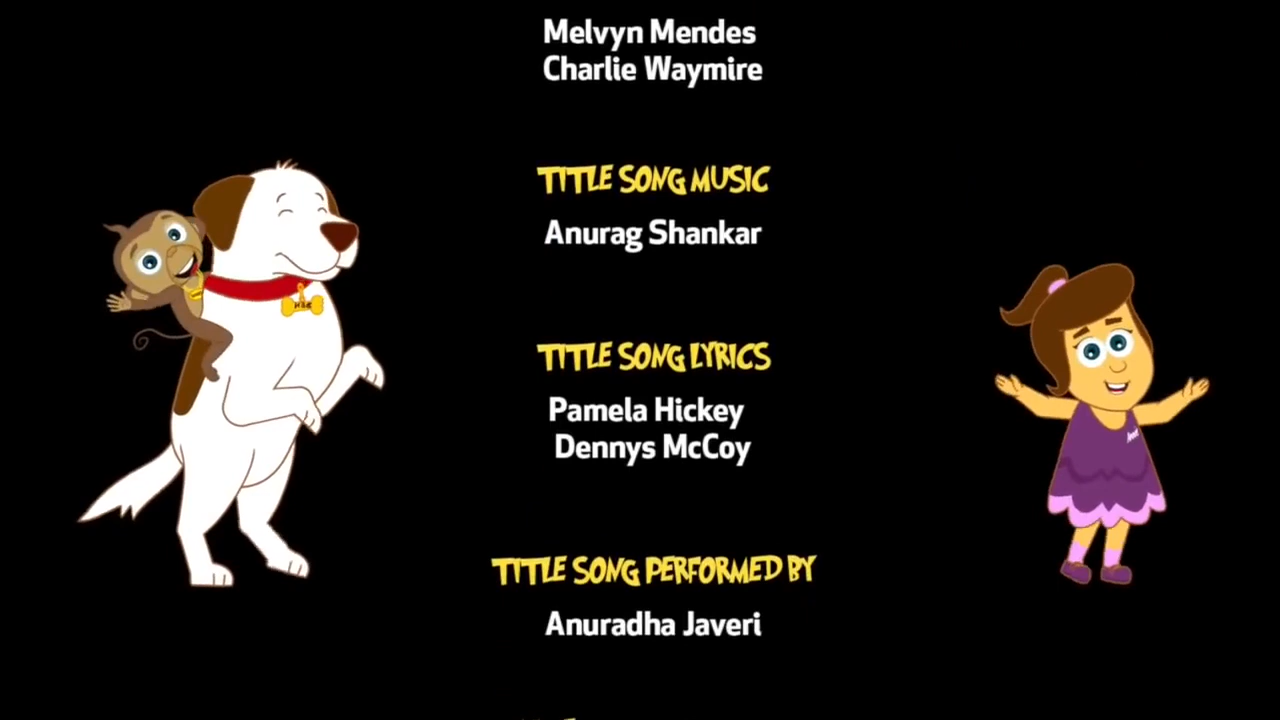 Melvyn Mendes
Charlie Waymire
TITLE SONG MUSIC
Anurag Shankar
TITLE SONG LYRICS
Pamela Hickey
Dennys McCoy
TITLE SONG PERFORMED BY
Anuradha Javeri